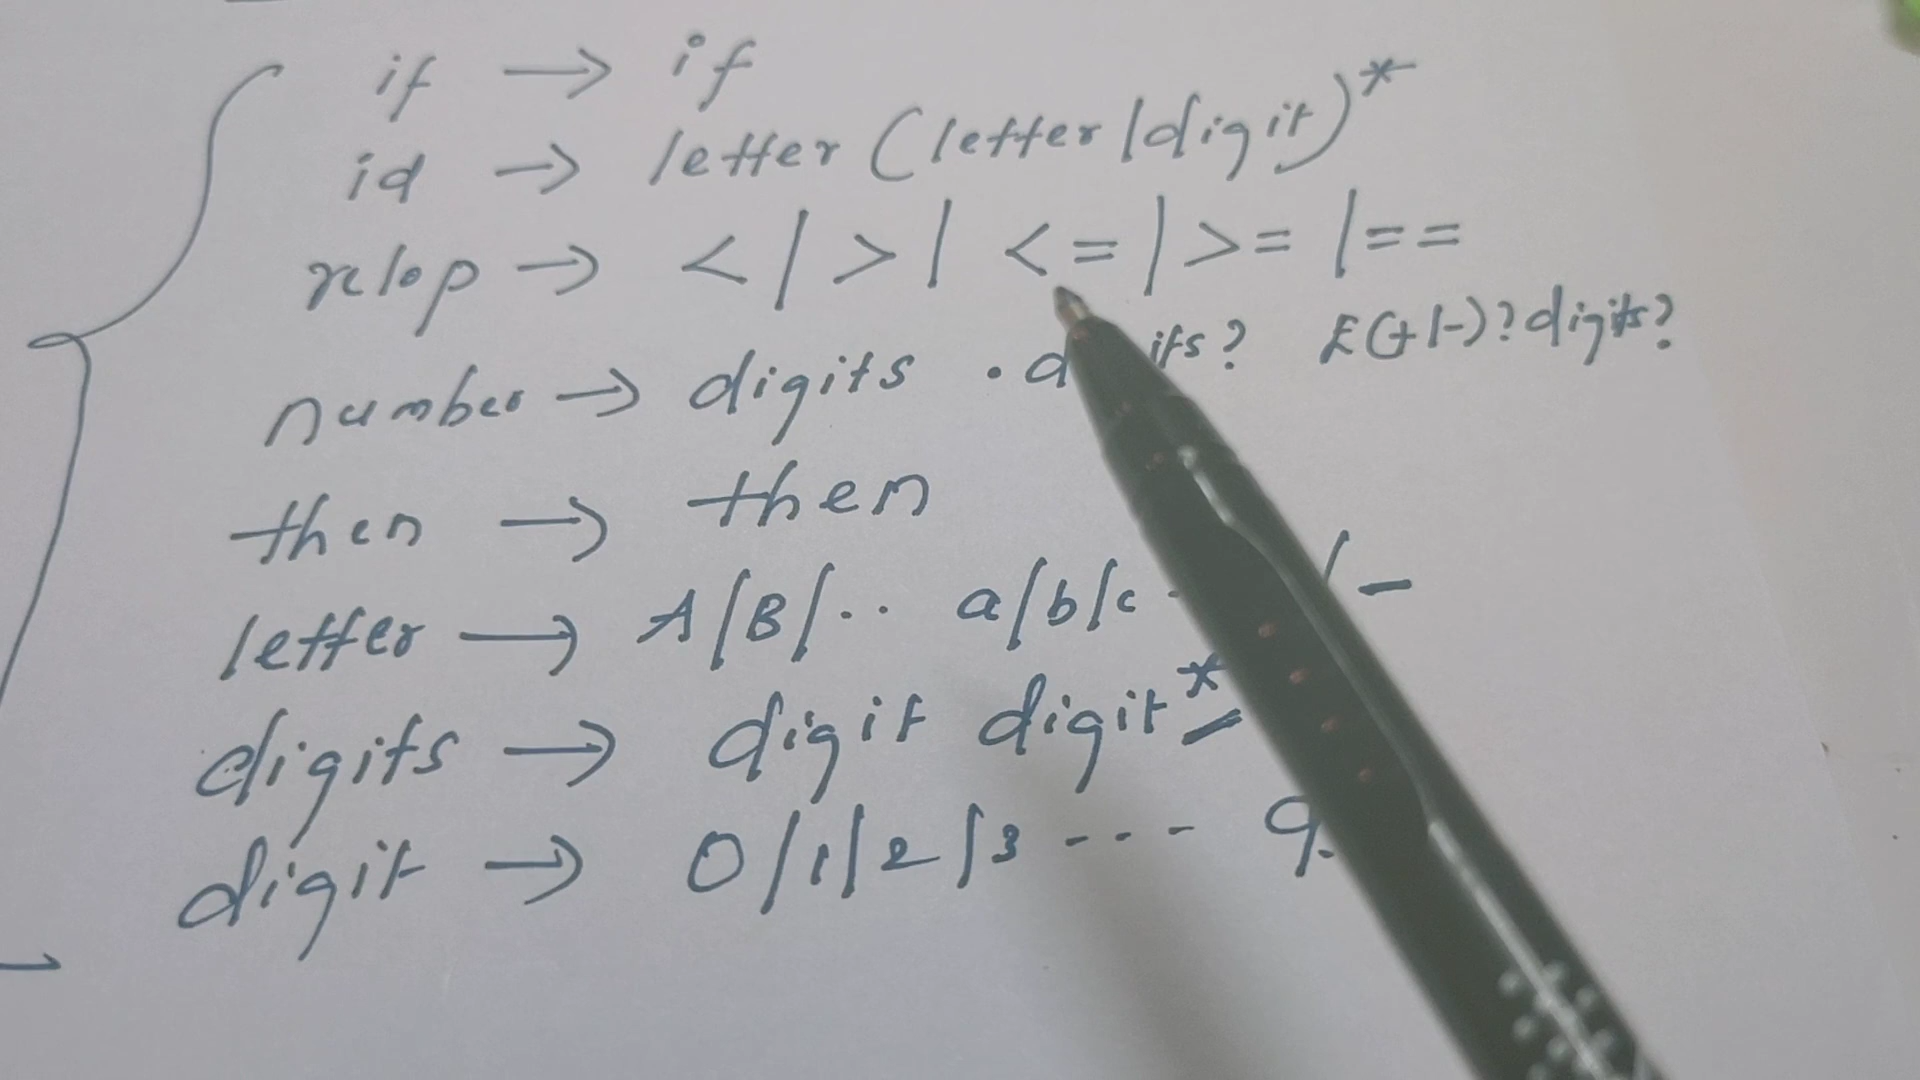 if → if
id → letter (letter/digit)*
relop → </>/ <=/>= /==
number → digits . d its? E(+/-)?digits?
then → then
letter → A/B/.. a/b/c - / -
digits → digit digit*
digit → 0/1/2/3 --- 9.